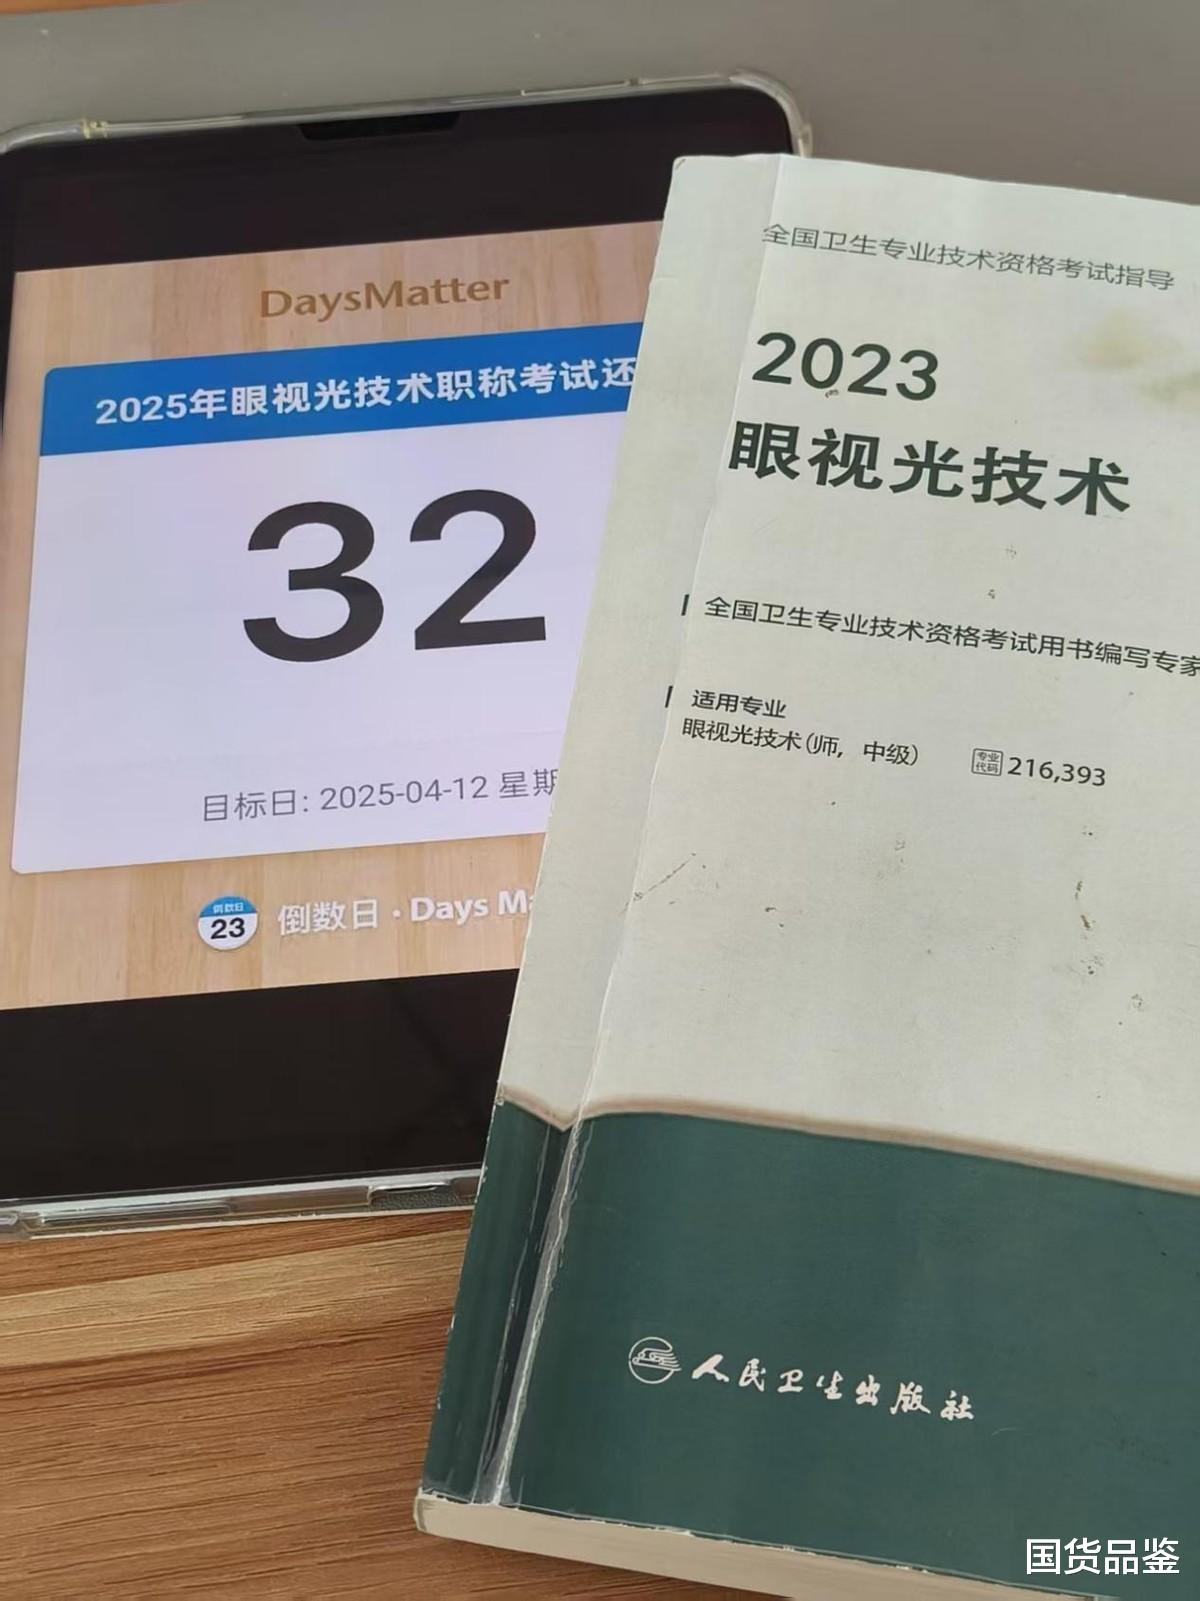 DaysMatter
2025年眼视光技术职称考试还
32
目标日: 2025-04-12 星期
倒数日
23
倒数日 · Days Ma
全国卫生专业技术资格考试指导
2023
眼视光技术
全国卫生专业技术资格考试用书编写专家
适用专业
眼视光技术(师, 中级)
专业代码 216,393
人民卫生出版社
国货品鉴